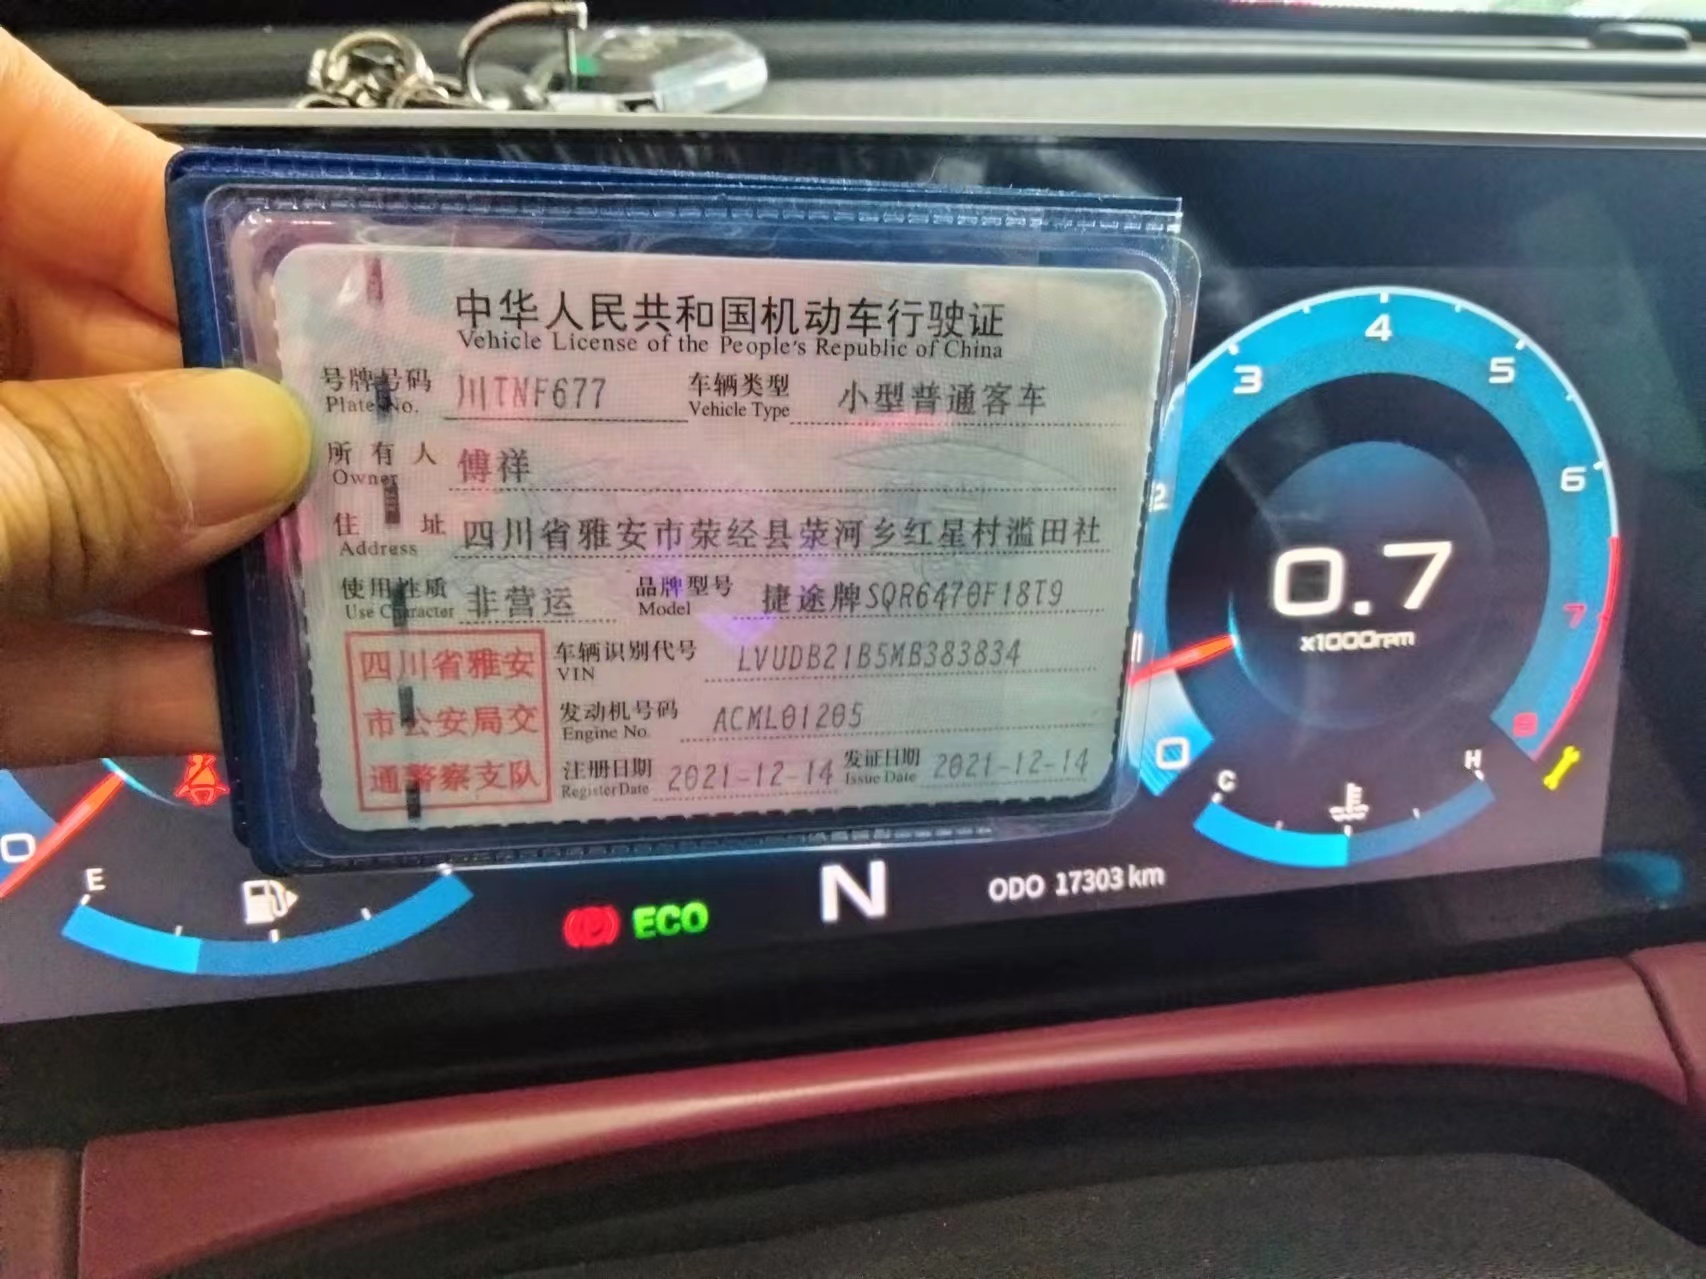 中华人民共和国机动车行驶证
Vehicle License of the People's Republic of China
号牌号码 川TNF677 车辆类型 小型普通客车
Plate No. Vehicle Type
所有人 傅祥
Owner
住址 四川省雅安市荥经县荥河乡红星村滥田社
Address
使用性质 非营运 品牌型号 捷途牌SQR6470F18T9
Use Character Model
四川省雅安
市公安局交
通警察支队
车辆识别代号 LVUDB21B5MB383834
VIN
发动机号码 ACML01205
Engine No.
注册日期 2021-12-14 发证日期 2021-12-14
Register Date Issue Date
2
3
4
5
6
7
8
0.7
x1000rpm
0
0
C
H
E
ECO
N
ODO 17303 km